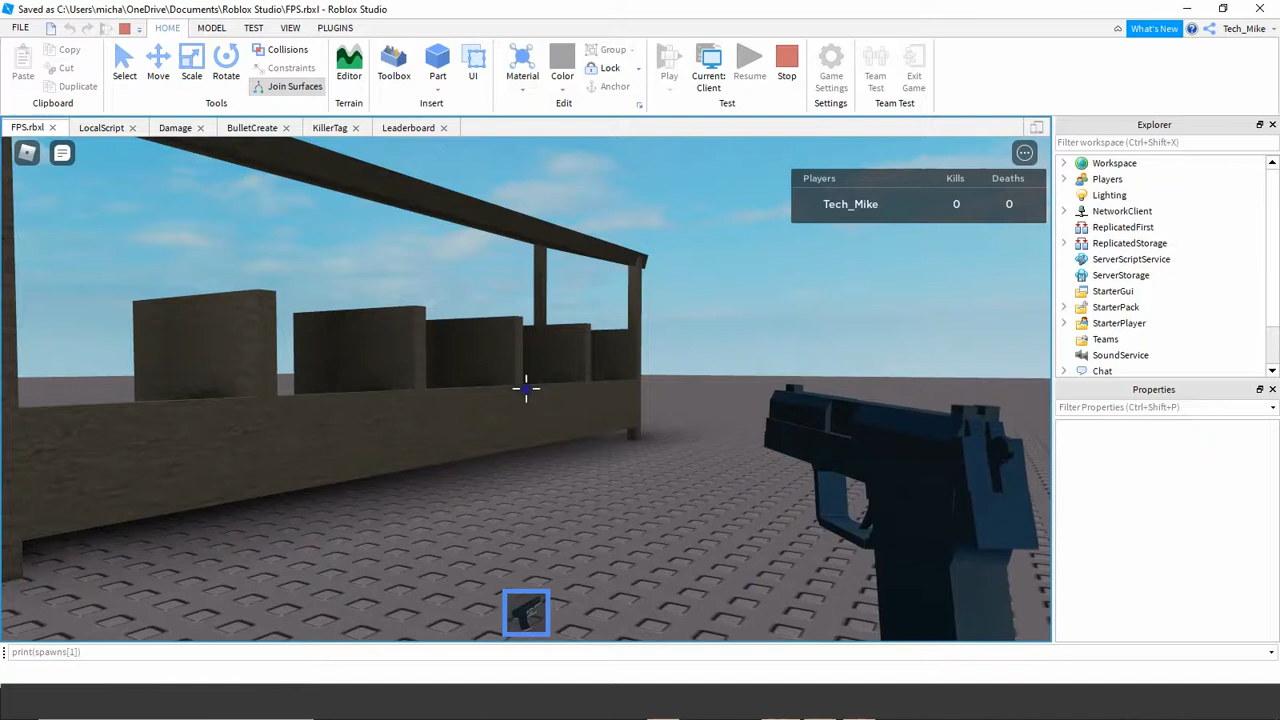 Saved as C:\Users\micha\OneDrive\Documents\Roblox Studio\FPS.rbxl - Roblox Studio
FILE HOME MODEL TEST VIEW PLUGINS What's New Tech_Mike
Paste Copy Cut Duplicate Select Move Scale Rotate Collisions Constraints Join Surfaces Editor Toolbox Part UI Material Color Group Lock Anchor Play Current: Client Resume Stop Game Settings Team Test Exit Game
Clipboard Tools Terrain Insert Edit Test Settings Team Test
FPS.rbxl LocalScript Damage BulletCreate KillerTag Leaderboard
Players Kills Deaths
Tech_Mike 0 0
Explorer
Filter workspace (Ctrl+Shift+X)
Workspace
Players
Lighting
NetworkClient
ReplicatedFirst
ReplicatedStorage
ServerScriptService
ServerStorage
StarterGui
StarterPack
StarterPlayer
Teams
SoundService
Chat
Properties
Filter Properties (Ctrl+Shift+P)
print(spawns[1])